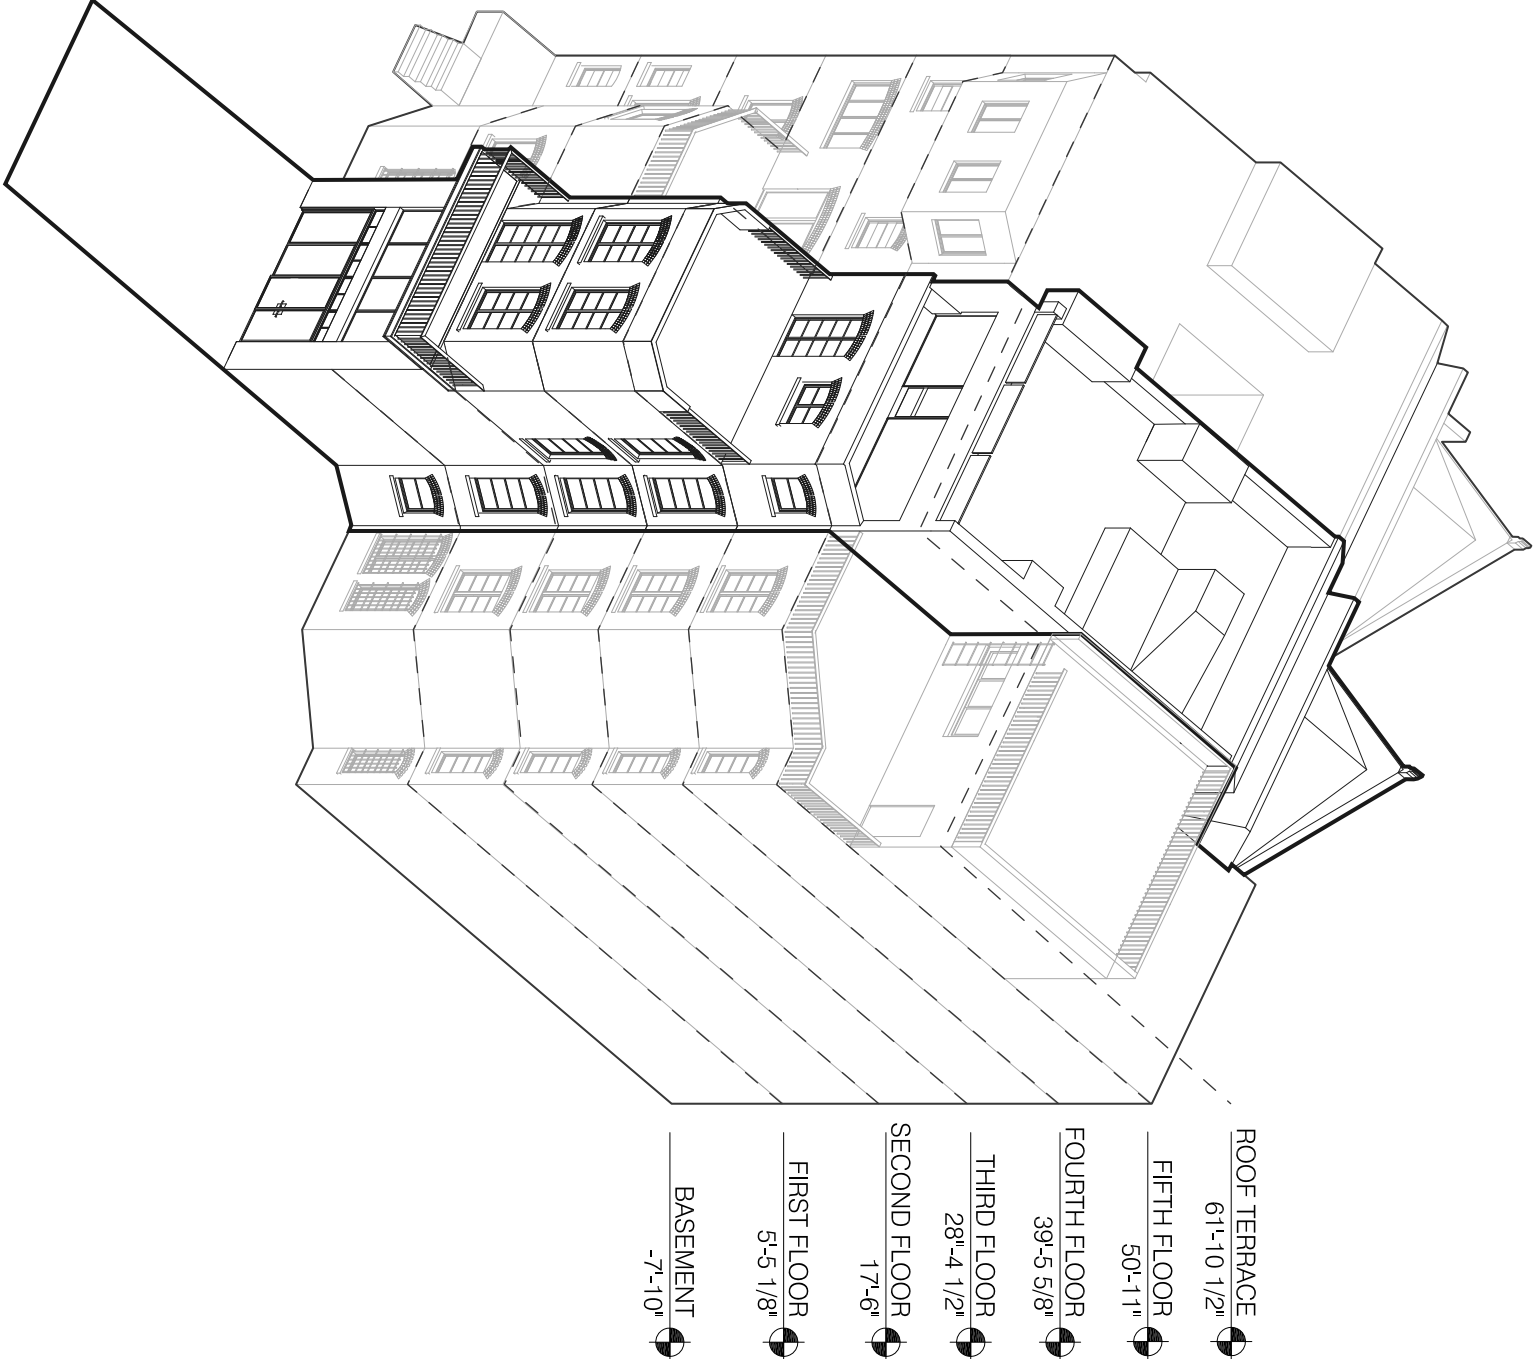 ROOF TERRACE
61'-10 1/2"
FIFTH FLOOR
50'-11"
FOURTH FLOOR
39'-5 5/8"
THIRD FLOOR
28"-4 1/2"
SECOND FLOOR
17'-6"
FIRST FLOOR
5'-5 1/8"
BASEMENT
-7'-10"